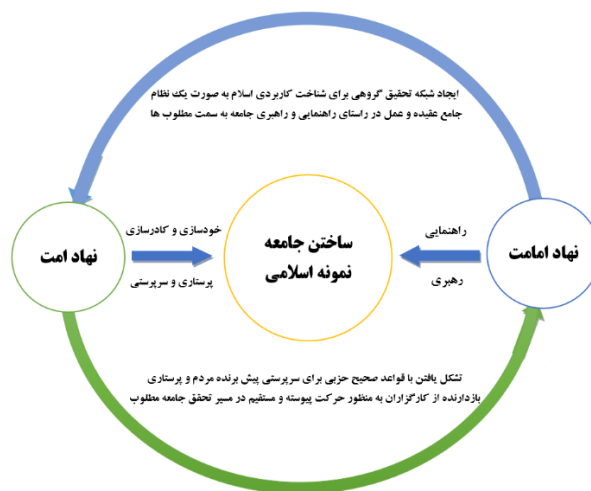 ایجاد شبکه تحقیق گروهی برای شناخت کاربردی اسلام به صورت یک نظام
جامع عقیده و عمل در راستای راهنمایی و راهبری جامعه به سمت مطلوب ها
نهاد امامت
راهنمایی
رهبری
ساختن جامعه
نمونه اسلامی
خودسازی و کادرسازی
پرستاری و سرپرستی
نهاد امت
تشکل یافتن با قواعد صحیح حزبی برای سرپرستی پیش برنده مردم و پرستاری
بازدارنده از کارگزاران به منظور حرکت پیوسته و مستقیم در مسیر تحقق جامعه مطلوب